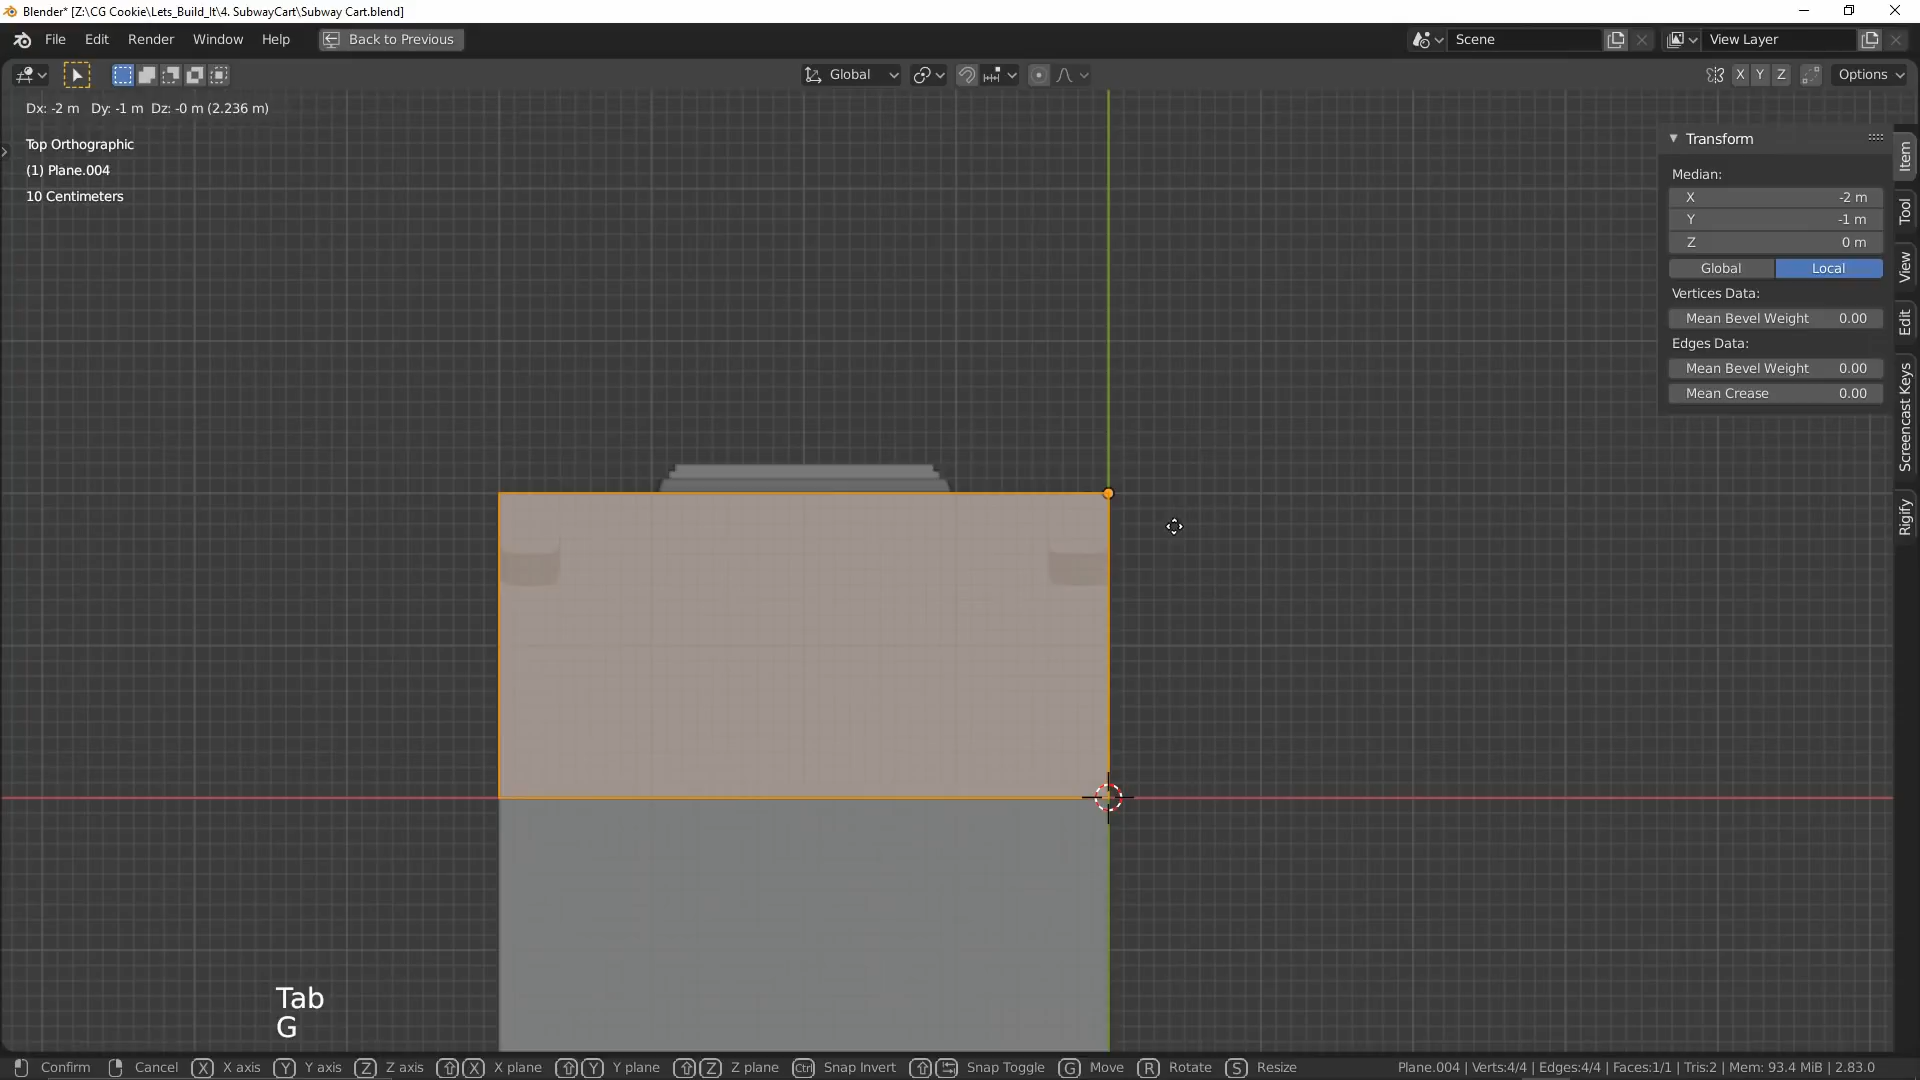 Blender* [Z:\CG Cookie\Lets_Build_It\4. SubwayCart\Subway Cart.blend]
File Edit Render Window Help Back to Previous Scene View Layer
Global X Y Z Options
Dx: -2 m Dy: -1 m Dz: -0 m (2.236 m)
Top Orthographic
(1) Plane.004
10 Centimeters
Transform
Median:
X -2 m
Y -1 m
Z 0 m
Global Local
Vertices Data:
Mean Bevel Weight 0.00
Edges Data:
Mean Bevel Weight 0.00
Mean Crease 0.00
Item
Tool
View
Edit
Screencast Keys
Rigify
Tab
G
Confirm Cancel X X axis Y Y axis Z Z axis X X plane Y Y plane Z Z plane Ctrl Snap Invert Snap Toggle G Move R Rotate S Resize Plane.004 | Verts:4/4 | Edges:4/4 | Faces:1/1 | Tris:2 | Mem: 93.4 MiB | 2.83.0